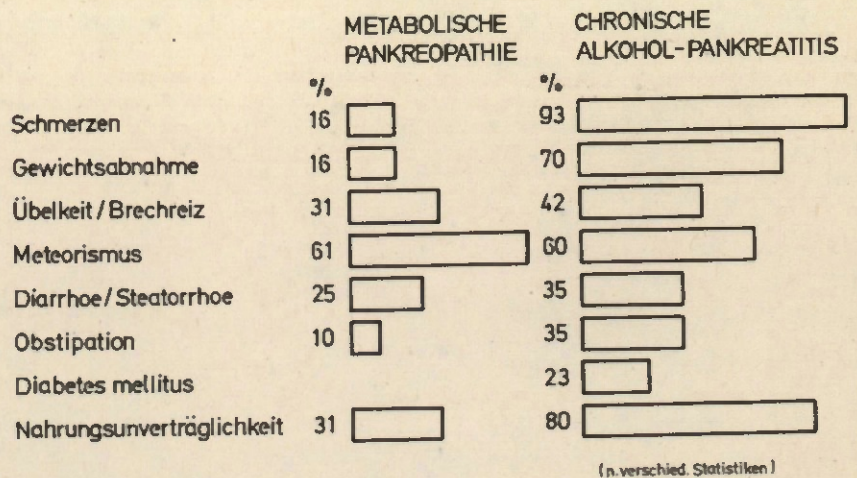 METABOLISCHE PANKREOPATHIE
CHRONISCHE ALKOHOL-PANKREATITIS
% %
Schmerzen 16 93
Gewichtsabnahme 16 70
Übelkeit / Brechreiz 31 42
Meteorismus 61 60
Diarrhoe / Steatorrhoe 25 35
Obstipation 10 35
Diabetes mellitus 23
Nahrungsunverträglichkeit 31 80
(n. verschied. Statistiken)